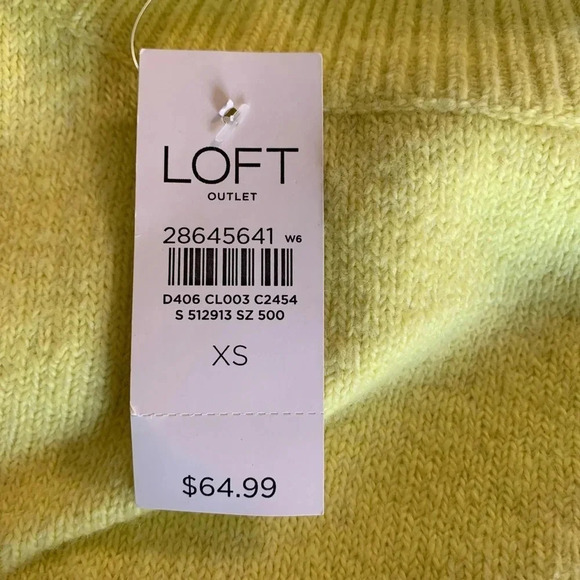 LOFT
OUTLET
28645641 W6
D406 CL003 C2454
S 512913 SZ 500
XS
$64.99